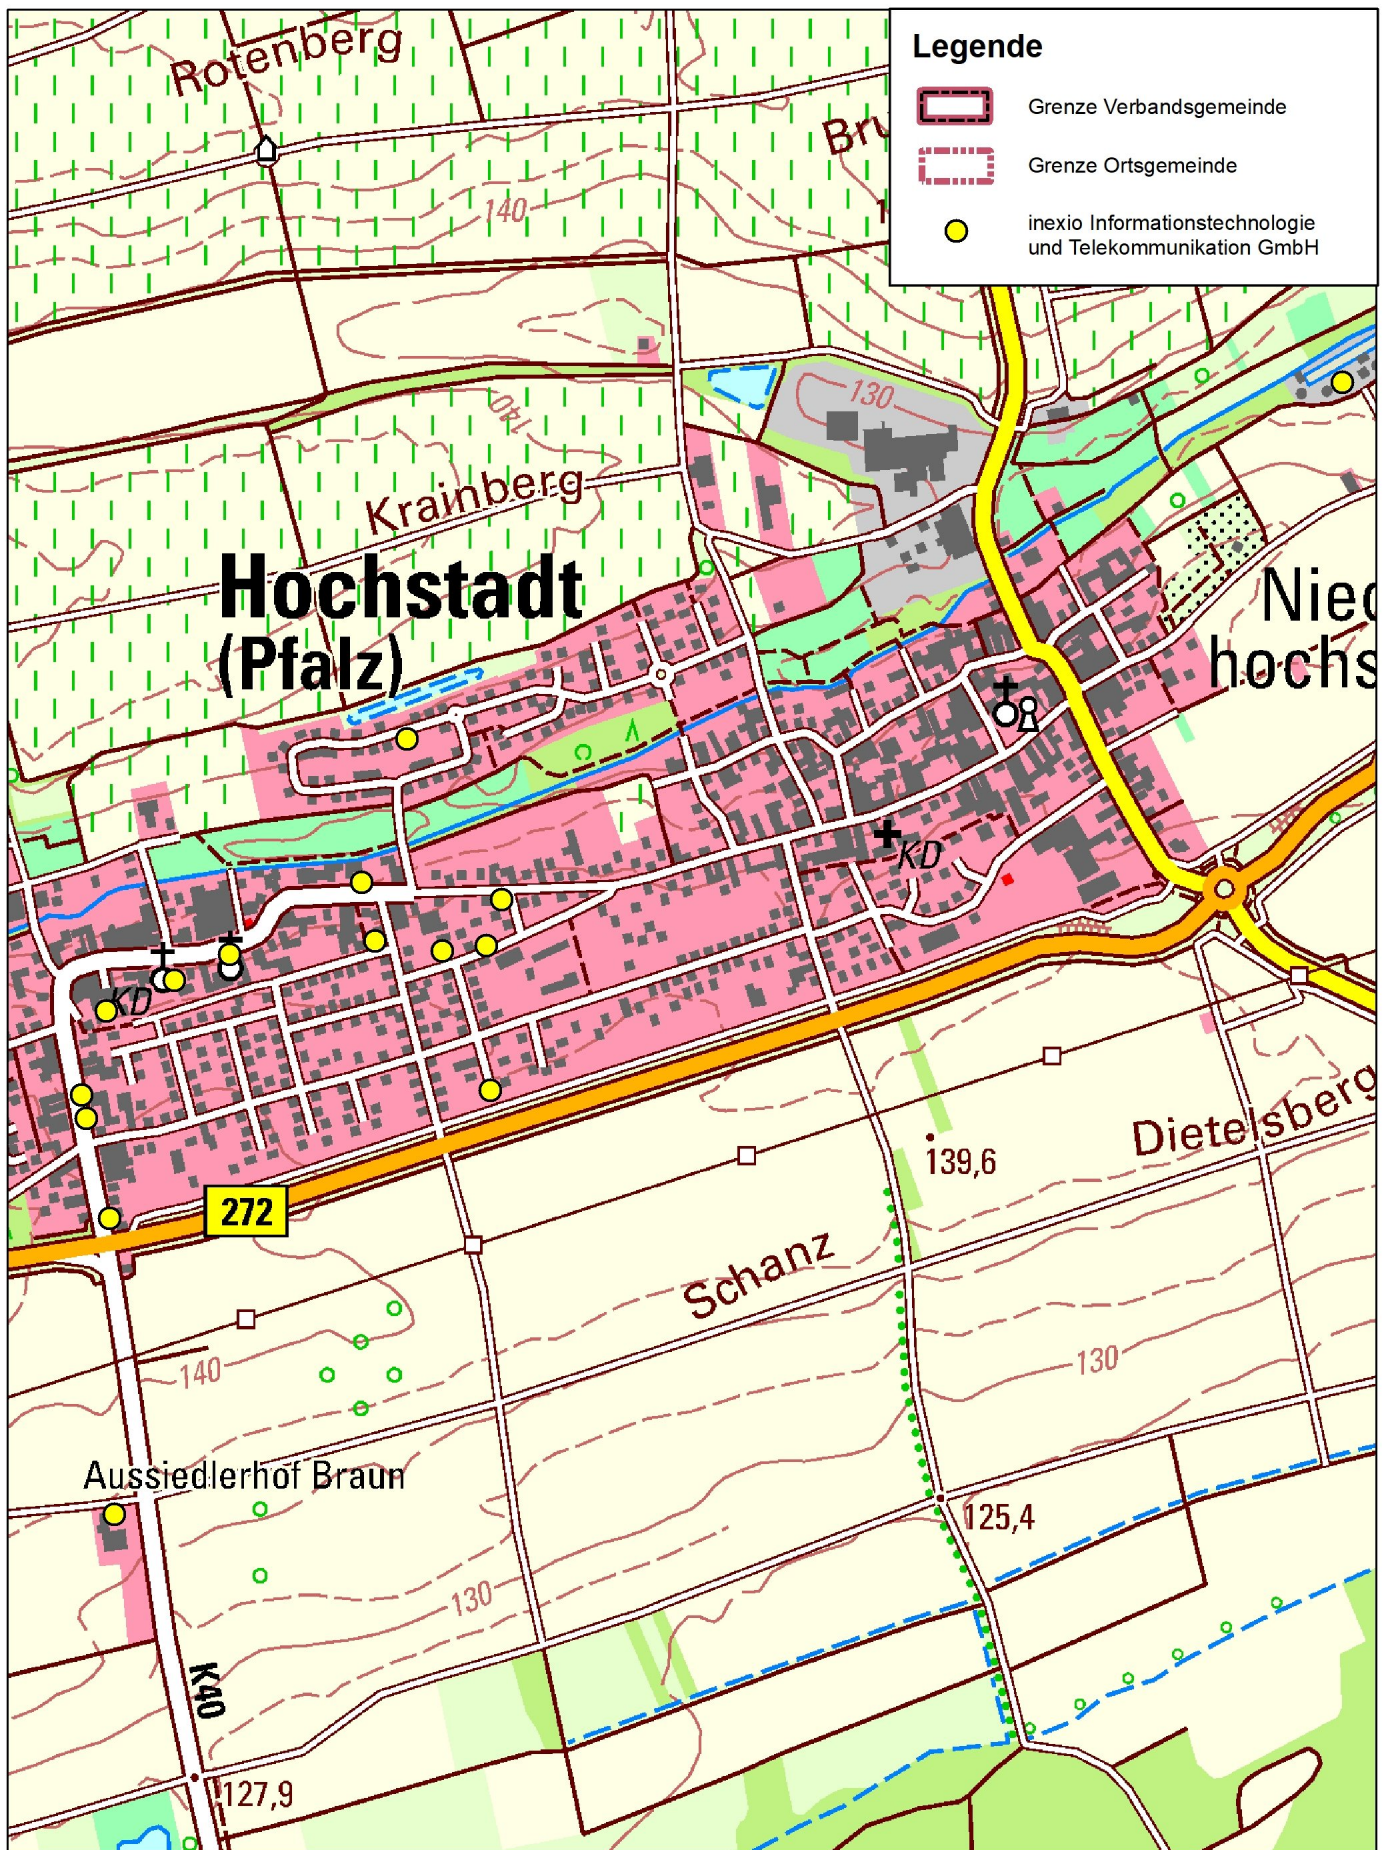 Legende
Grenze Verbandsgemeinde
Grenze Ortsgemeinde
inexio Informationstechnologie
und Telekommunikation GmbH
Rotenberg
Bru
140
130
140
Krainberg
Hochstadt
(Pfalz)
Nied
hochs
KD
KD
272
139,6
Dietelsberg
Schanz
140
130
Aussiedlerhof Braun
125,4
130
K40
127,9